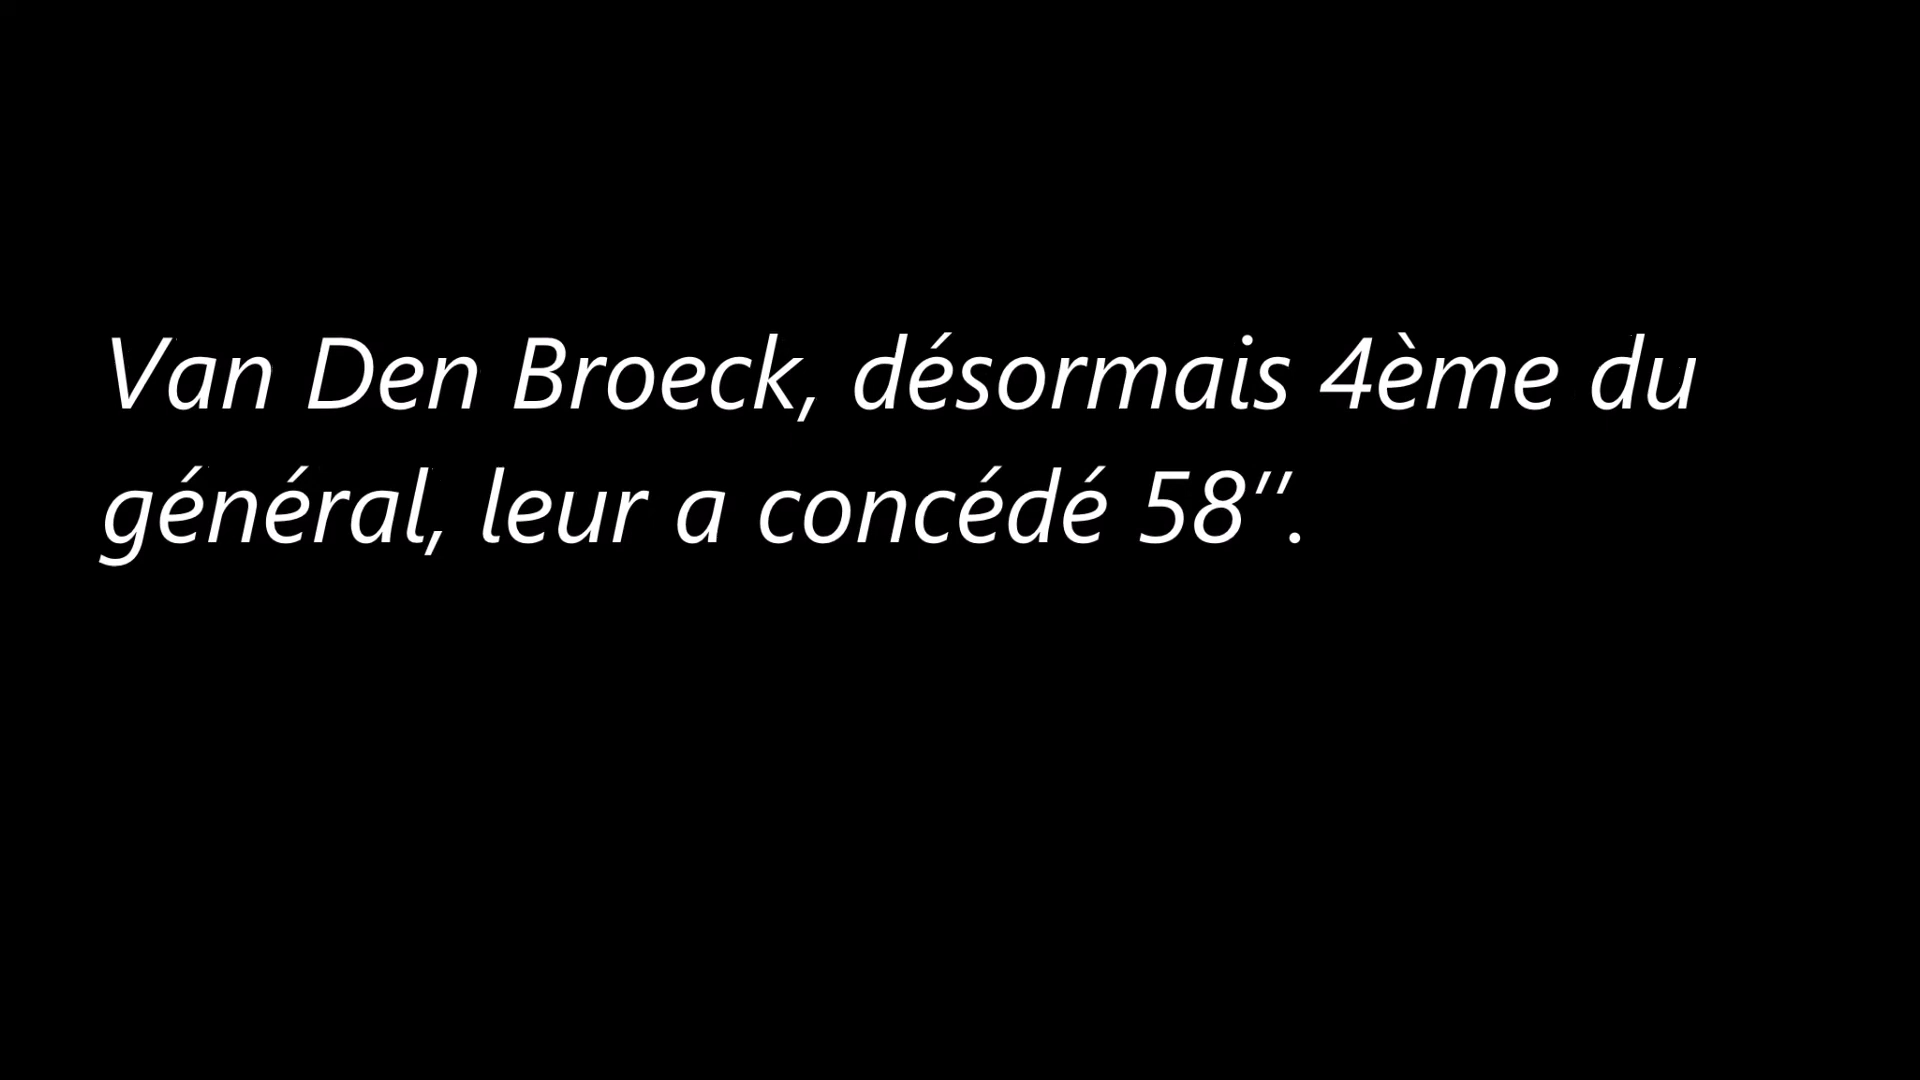 Van Den Broeck, désormais 4ème du
général, leur a concédé 58’’.